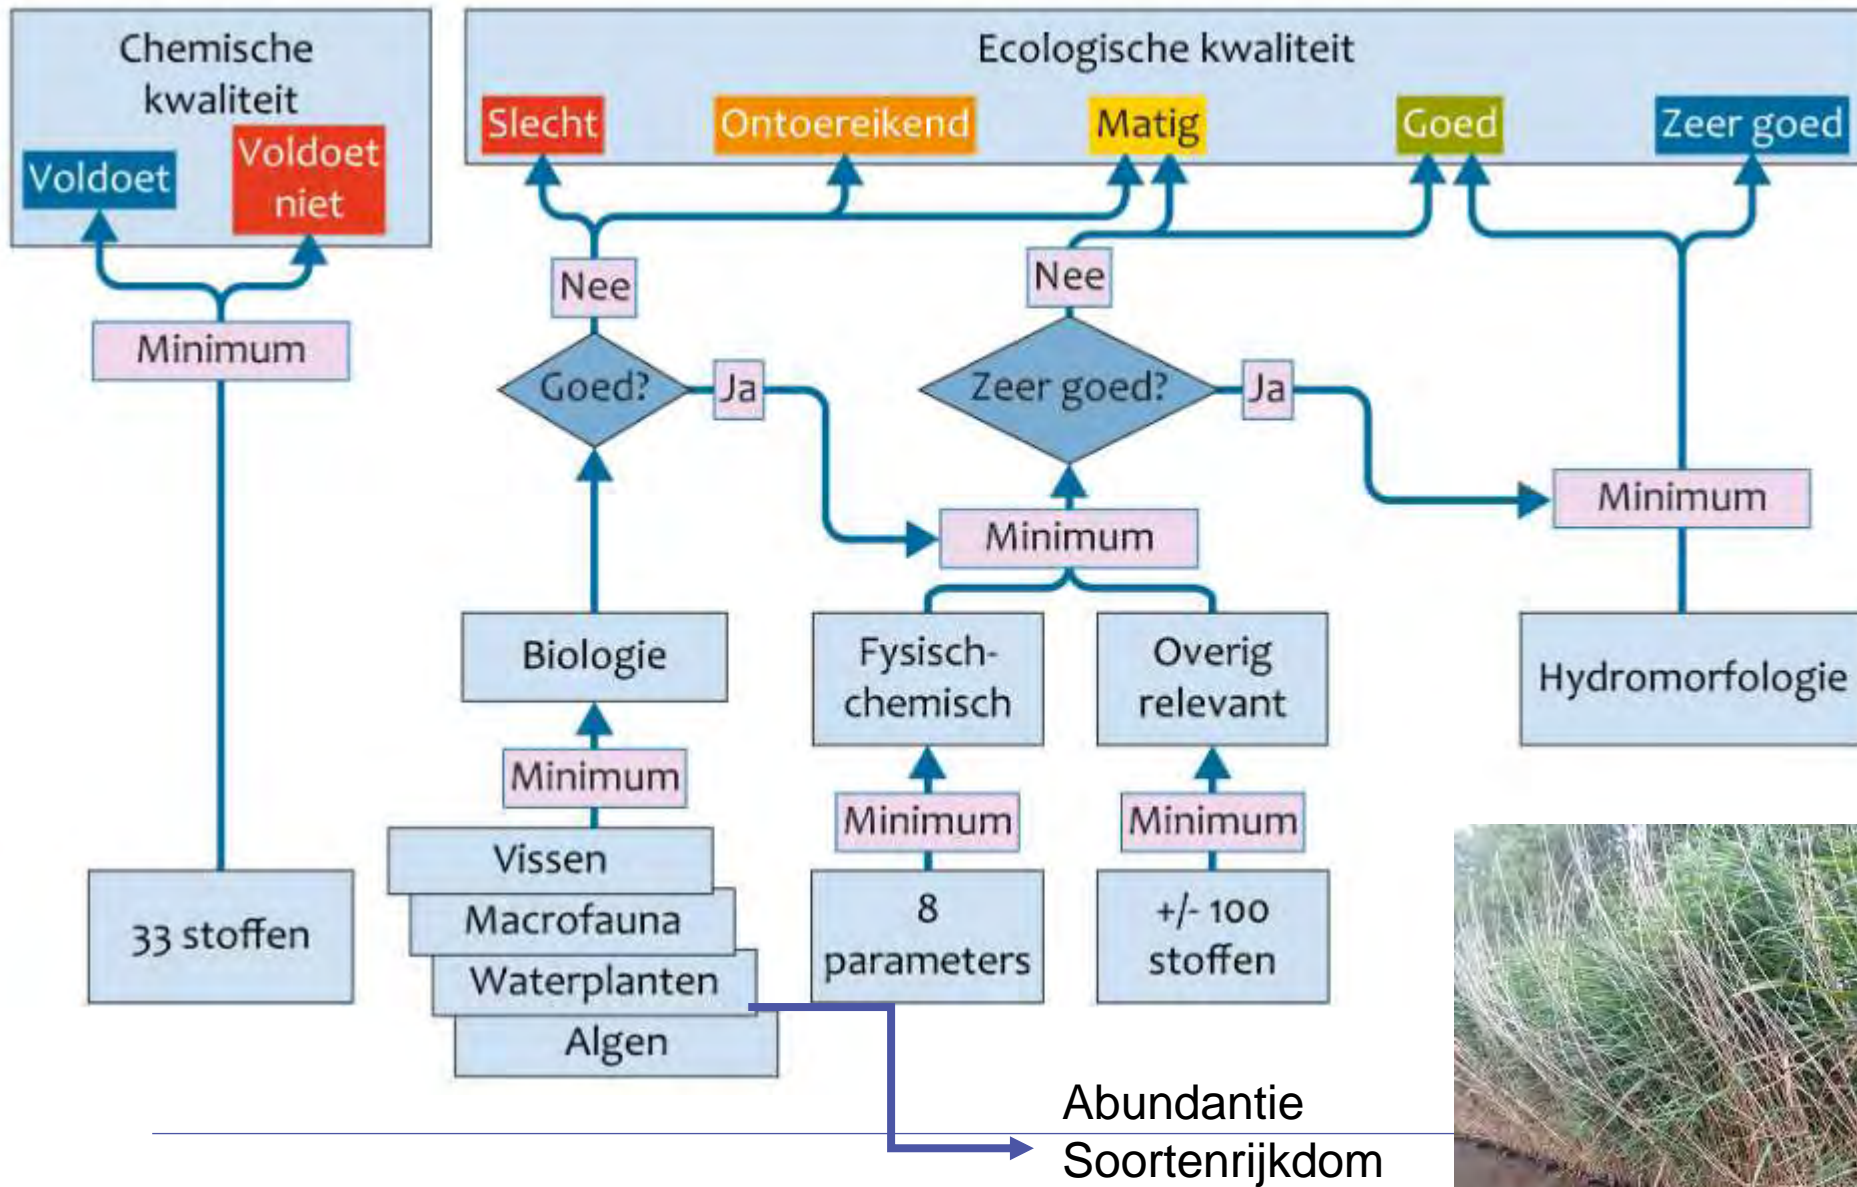 Chemische
kwaliteit
Voldoet
Voldoet
niet
Minimum
33 stoffen
Ecologische kwaliteit
Slecht
Ontoereikend
Matig
Goed
Zeer goed
Nee
Nee
Goed?
Ja
Zeer goed?
Ja
Minimum
Minimum
Biologie
Fysisch-
chemisch
Overig
relevant
Hydromorfologie
Minimum
Minimum
Minimum
Vissen
Macrofauna
Waterplanten
Algen
8
parameters
+/- 100
stoffen
Abundantie
Soortenrijkdom